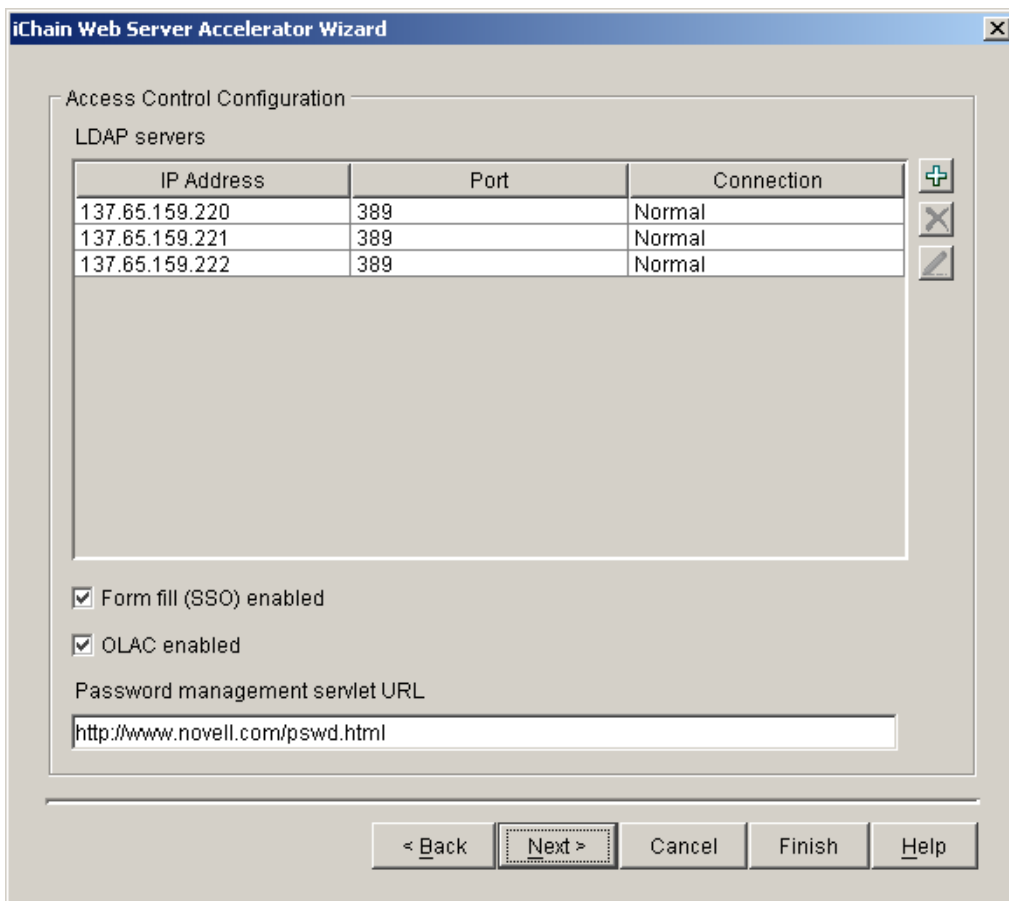 iChain Web Server Accelerator Wizard
Access Control Configuration
LDAP servers
IP Address Port Connection
137.65.159.220 389 Normal
137.65.159.221 389 Normal
137.65.159.222 389 Normal
Form fill (SSO) enabled
OLAC enabled
Password management servlet URL
http://www.novell.com/pswd.html
< Back Next > Cancel Finish Help